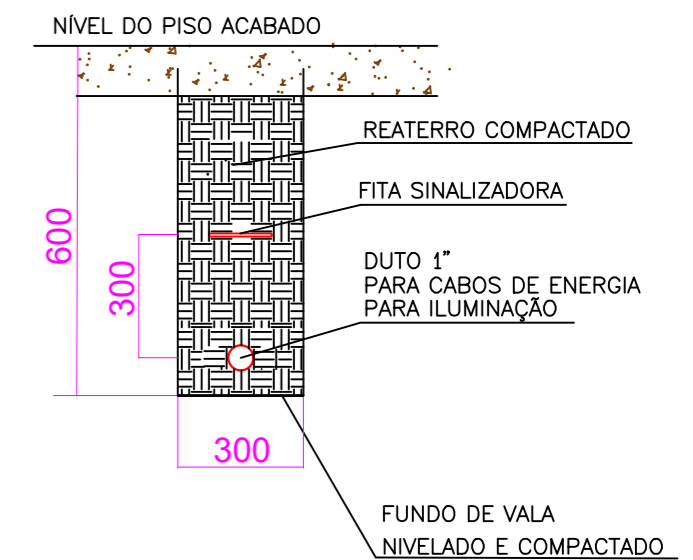 NÍVEL DO PISO ACABADO
REATERRO COMPACTADO
FITA SINALIZADORA
600
300
DUTO 1"
PARA CABOS DE ENERGIA
PARA ILUMINAÇÃO
300
FUNDO DE VALA
NIVELADO E COMPACTADO